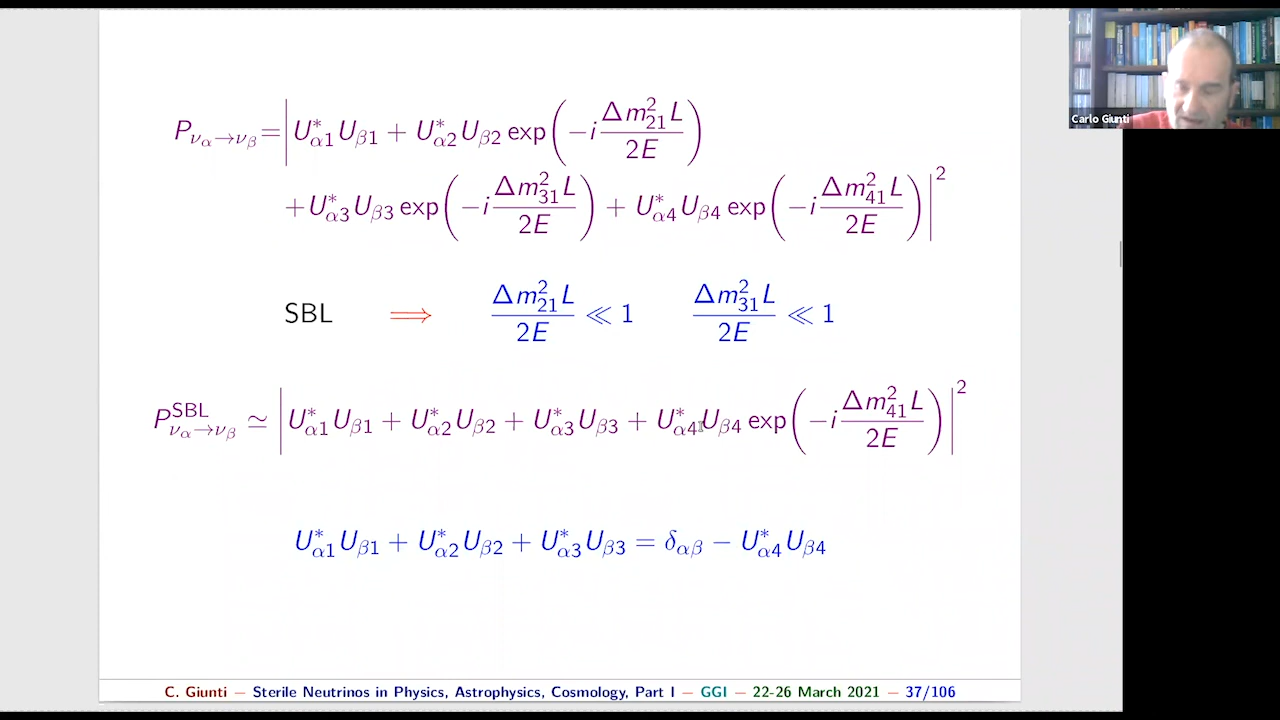 P_{ν_α→ν_β} = | U*_{α1} U_{β1} + U*_{α2} U_{β2} exp(−i Δm²_{21} L / 2E)
+ U*_{α3} U_{β3} exp(−i Δm²_{31} L / 2E) + U*_{α4} U_{β4} exp(−i Δm²_{41} L / 2E) |²
SBL ⟹ Δm²_{21} L / 2E ≪ 1 Δm²_{31} L / 2E ≪ 1
P^{SBL}_{ν_α→ν_β} ≃ | U*_{α1} U_{β1} + U*_{α2} U_{β2} + U*_{α3} U_{β3} + U*_{α4} U_{β4} exp(−i Δm²_{41} L / 2E) |²
U*_{α1} U_{β1} + U*_{α2} U_{β2} + U*_{α3} U_{β3} = δ_{αβ} − U*_{α4} U_{β4}
C. Giunti − Sterile Neutrinos in Physics, Astrophysics, Cosmology, Part I − GGI − 22-26 March 2021 − 37/106
Carlo Giunti